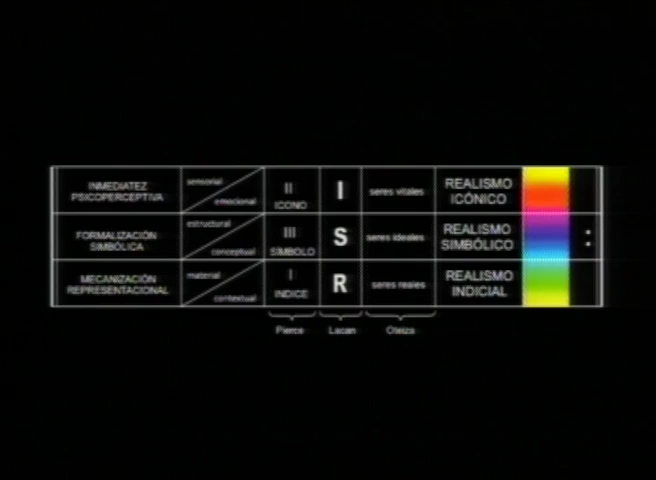 INMEDIATEZ
PSICOPERCEPTIVA
sensorial
emocional
II
ICONO
I
seres vitales
REALISMO
ICÓNICO
FORMALIZACIÓN
SIMBÓLICA
estructural
conceptual
III
SÍMBOLO
S
seres ideales
REALISMO
SIMBÓLICO
:
MECANIZACIÓN
REPRESENTACIONAL
material
contextual
I
INDICE
R
seres reales
REALISMO
INDICIAL
Pierce
Lacan
Oteiza